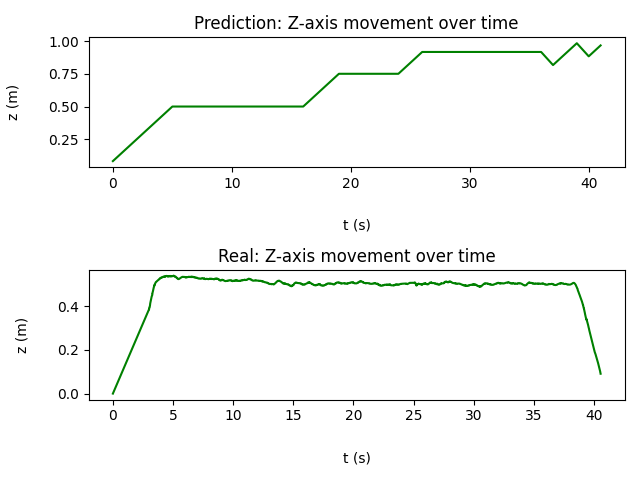 Prediction: Z-axis movement over time
1.00
0.75
0.50
0.25
z (m)
0 10 20 30 40
t (s)
Real: Z-axis movement over time
0.4
0.2
0.0
z (m)
0 5 10 15 20 25 30 35 40
t (s)